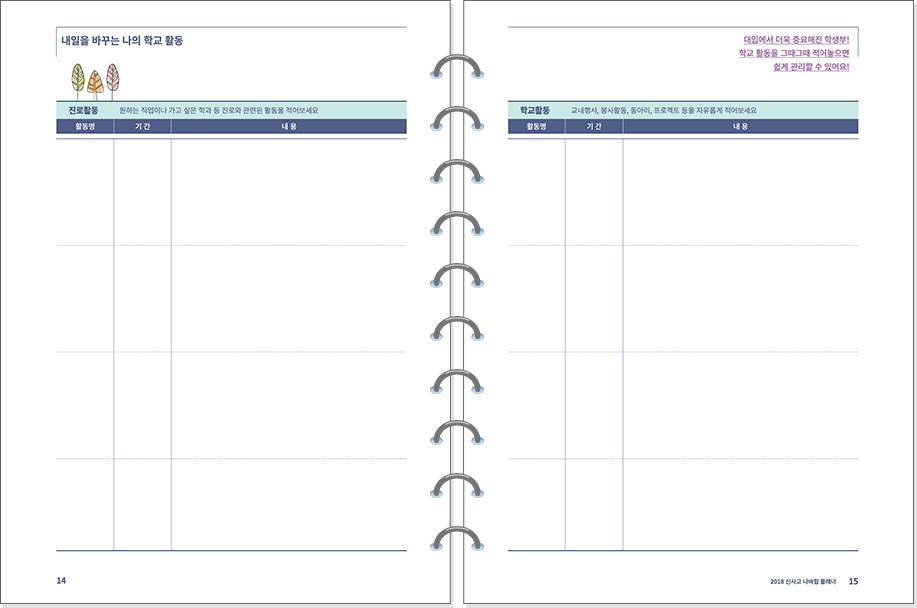 내일을 바꾸는 나의 학교 활동
진로활동 원하는 직업이나 가고 싶은 학과 등 진로와 관련된 활동을 적어보세요
활동명 기 간 내 용
14
대입에서 더욱 중요해진 학생부!
학교 활동을 그때그때 적어놓으면
쉽게 관리할 수 있어요!
학교활동 교내행사, 봉사활동, 동아리, 프로젝트 등을 자유롭게 적어보세요
활동명 기 간 내 용
2018 신사고 나바힘 플래너 15